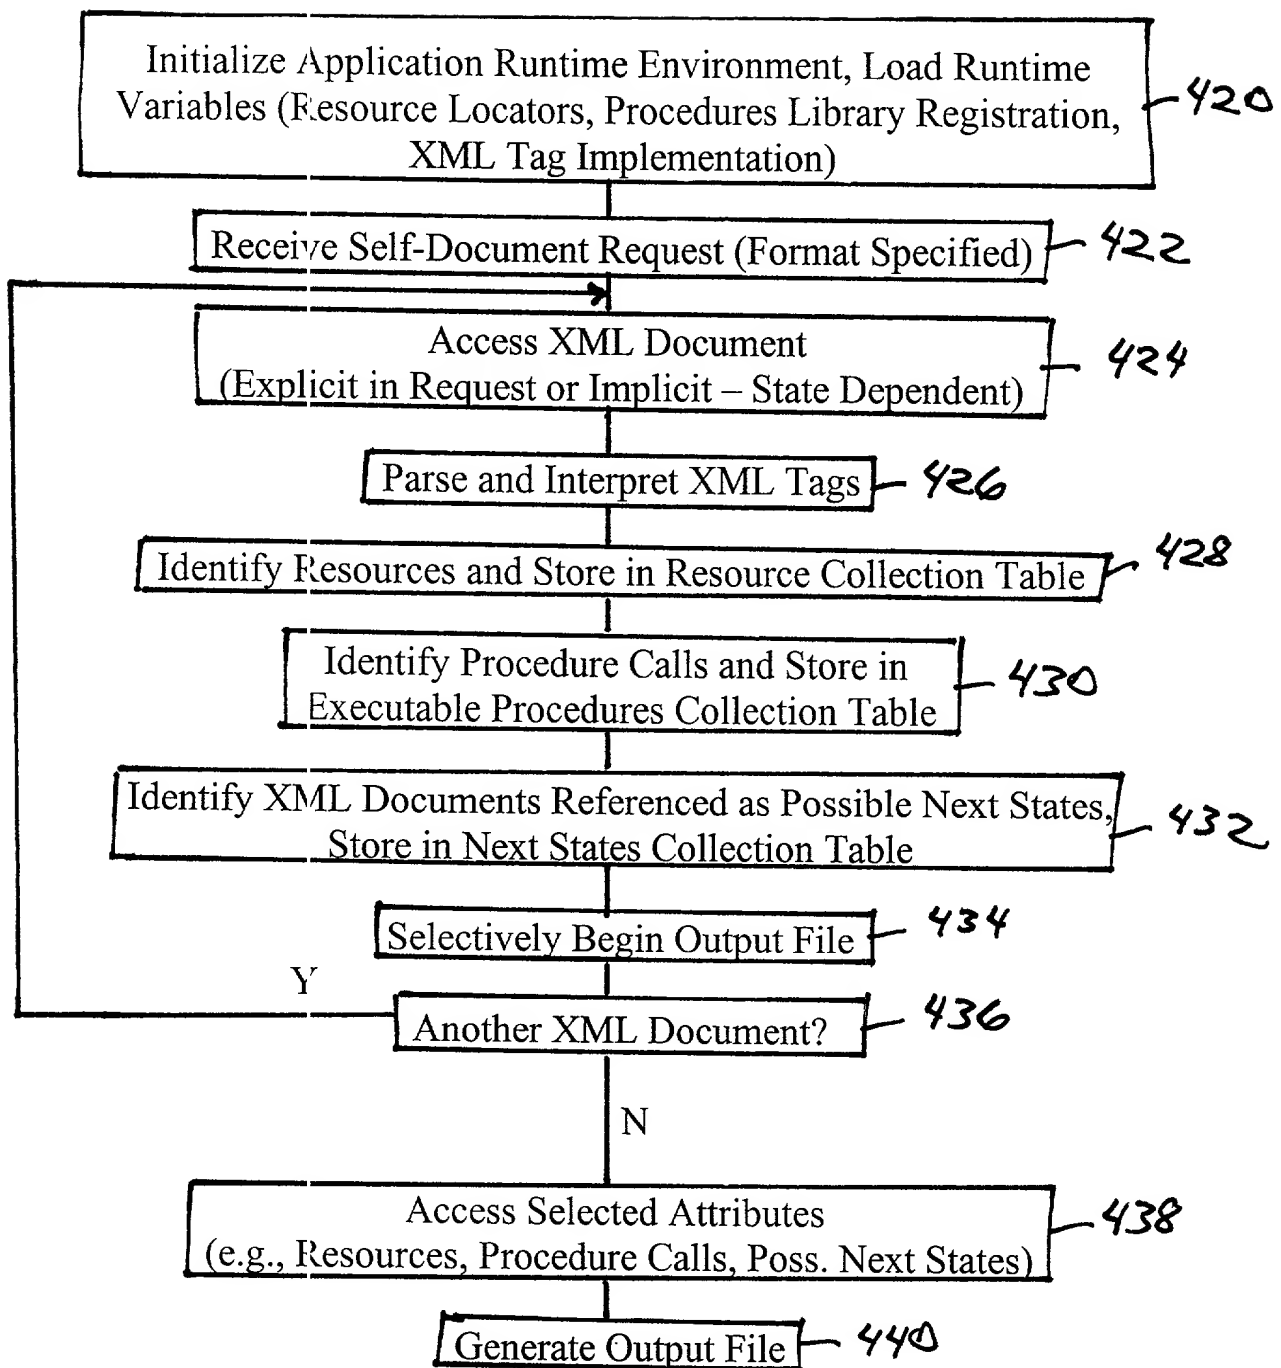 Initialize Application Runtime Environment, Load Runtime
Variables (Resource Locators, Procedures Library Registration,
XML Tag Implementation)
420
Receive Self-Document Request (Format Specified)
422
Access XML Document
(Explicit in Request or Implicit – State Dependent)
424
Parse and Interpret XML Tags
426
Identify Resources and Store in Resource Collection Table
428
Identify Procedure Calls and Store in
Executable Procedures Collection Table
430
Identify XML Documents Referenced as Possible Next States,
Store in Next States Collection Table
432
Selectively Begin Output File
434
Y
Another XML Document?
436
N
Access Selected Attributes
(e.g., Resources, Procedure Calls, Poss. Next States)
438
Generate Output File
440